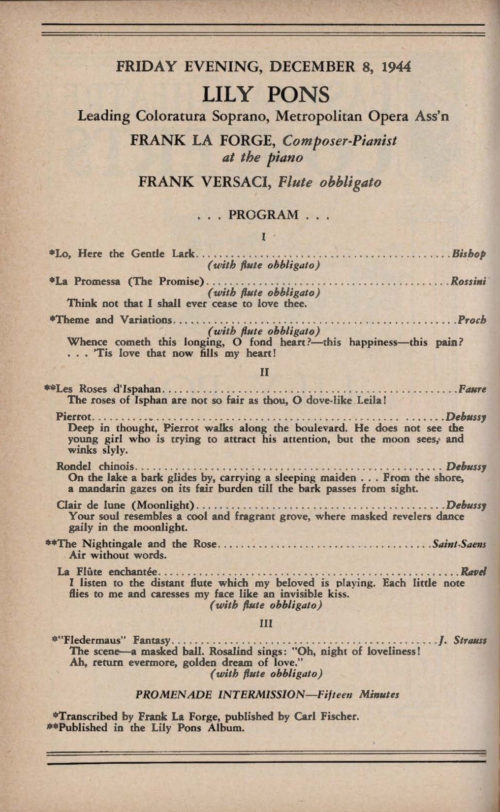 FRIDAY EVENING, DECEMBER 8, 1944
LILY PONS
Leading Coloratura Soprano, Metropolitan Opera Ass'n
FRANK LA FORGE, Composer-Pianist
at the piano
FRANK VERSACI, Flute obbligato
. . . PROGRAM . . .
I
*Lo, Here the Gentle Lark........................................Bishop
(with flute obbligato)
*La Promessa (The Promise)........................................Rossini
(with flute obbligato)
Think not that I shall ever cease to love thee.
*Theme and Variations........................................Proch
(with flute obbligato)
Whence cometh this longing, O fond heart?—this happiness—this pain?
. . . 'Tis love that now fills my heart!
II
**Les Roses d'Ispahan........................................Faure
The roses of Isphan are not so fair as thou, O dove-like Leila!
Pierrot........................................Debussy
Deep in thought, Pierrot walks along the boulevard. He does not see the
young girl who is trying to attract his attention, but the moon sees, and
winks slyly.
Rondel chinois........................................Debussy
On the lake a bark glides by, carrying a sleeping maiden . . . From the shore,
a mandarin gazes on its fair burden till the bark passes from sight.
Clair de lune (Moonlight)........................................Debussy
Your soul resembles a cool and fragrant grove, where masked revelers dance
gaily in the moonlight.
**The Nightingale and the Rose........................................Saint-Saens
Air without words.
La Flûte enchantée........................................Ravel
I listen to the distant flute which my beloved is playing. Each little note
flies to me and caresses my face like an invisible kiss.
(with flute obbligato)
III
*"Fledermaus" Fantasy........................................J. Strauss
The scene—a masked ball. Rosalind sings: "Oh, night of loveliness!
Ah, return evermore, golden dream of love."
(with flute obbligato)
PROMENADE INTERMISSION—Fifteen Minutes
*Transcribed by Frank La Forge, published by Carl Fischer.
**Published in the Lily Pons Album.